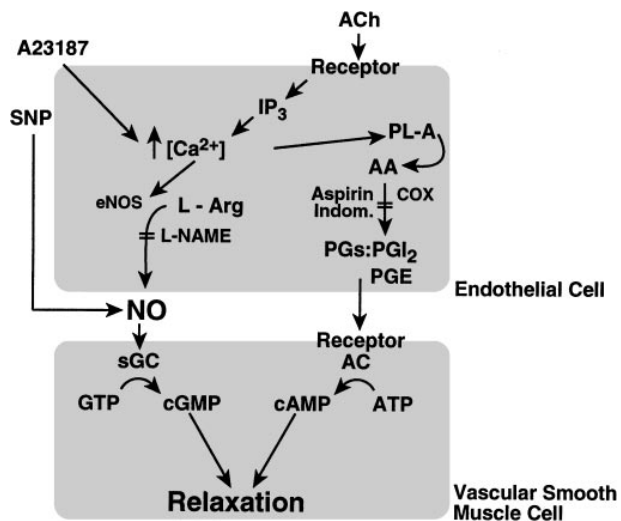 ACh
A23187
Receptor
IP3
SNP
[Ca2+]
PL-A
AA
eNOS
L - Arg
Aspirin
Indom.
COX
L-NAME
PGs:PGI2
PGE
Endothelial Cell
NO
Receptor
sGC
AC
GTP
cGMP
cAMP
ATP
Relaxation
Vascular Smooth
Muscle Cell